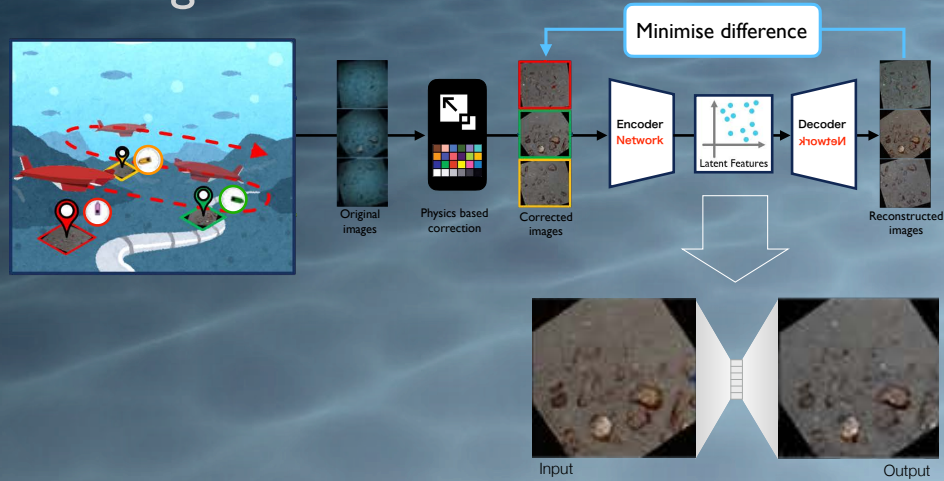 Minimise difference
Encoder
Network
Latent Features
Decoder
Network
Original
images
Physics based
correction
Corrected
images
Reconstructed
images
Input
Output